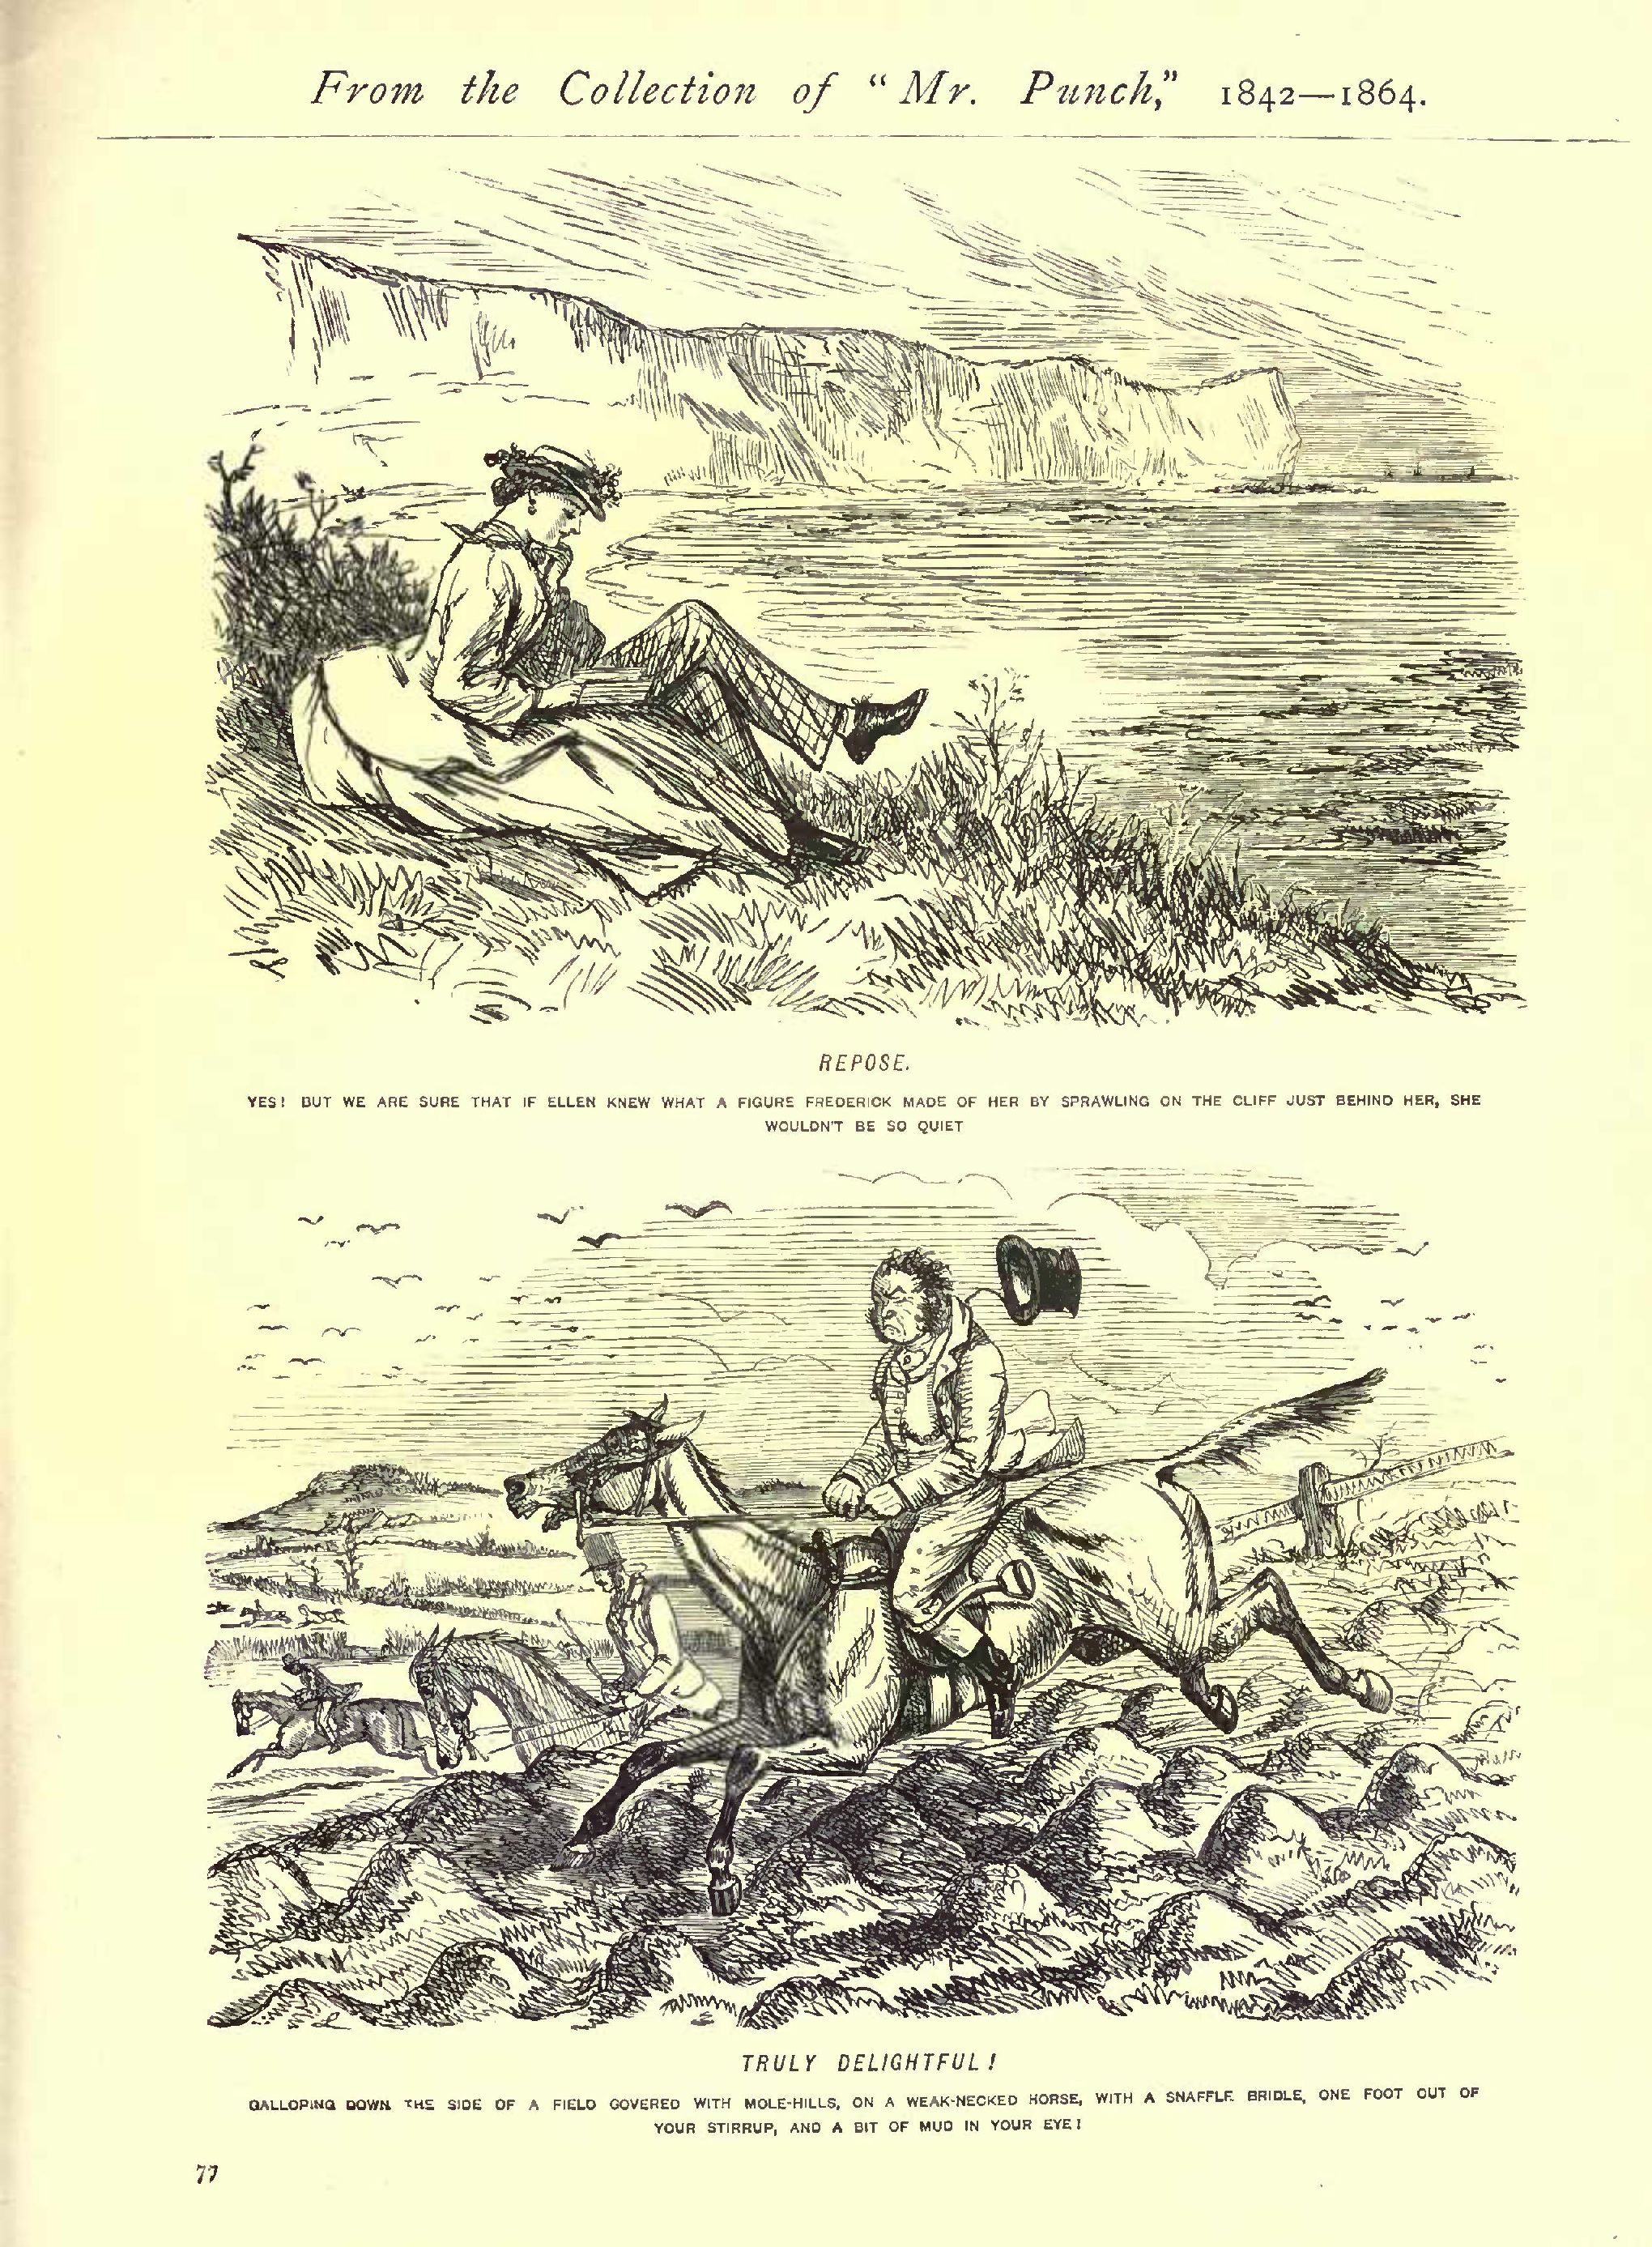 From the Collection of “Mr. Punch,” 1842—1864.
REPOSE.
YES! BUT WE ARE SURE THAT IF ELLEN KNEW WHAT A FIGURE FREDERICK MADE OF HER BY SPRAWLING ON THE CLIFF JUST BEHIND HER, SHE
WOULDN'T BE SO QUIET
TRULY DELIGHTFUL!
GALLOPING DOWN THE SIDE OF A FIELD COVERED WITH MOLE-HILLS, ON A WEAK-NECKED HORSE, WITH A SNAFFLE BRIDLE, ONE FOOT OUT OF
YOUR STIRRUP, AND A BIT OF MUD IN YOUR EYE!
77